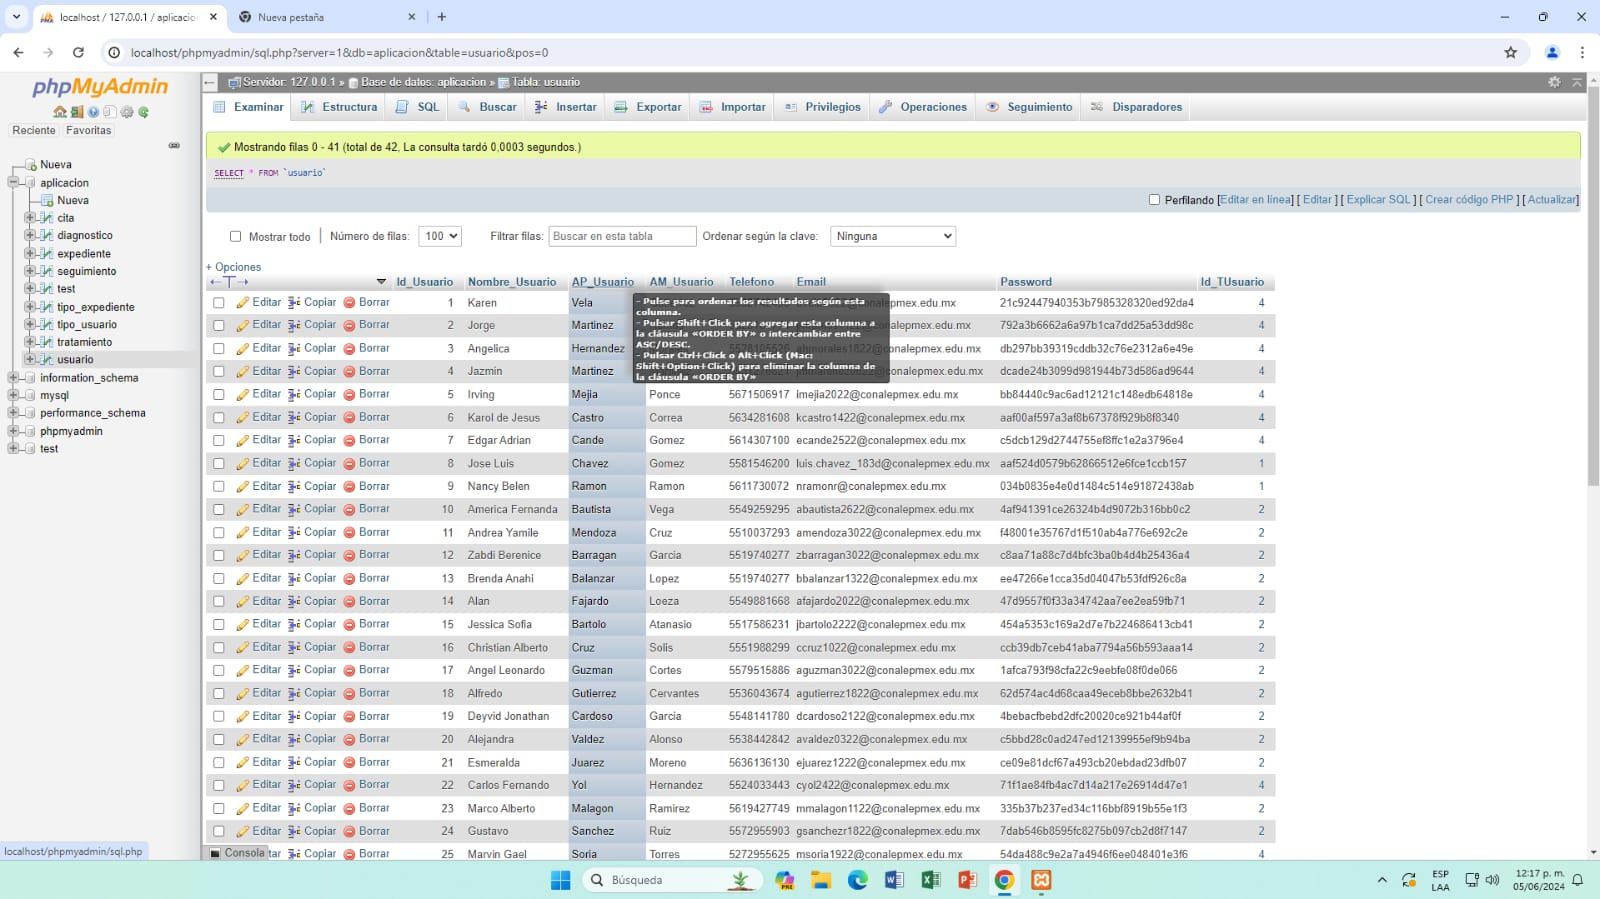 localhost / 127.0.0.1 / aplicacio
Nueva pestaña
localhost/phpmyadmin/sql.php?server=1&db=aplicacion&table=usuario&pos=0
phpMyAdmin
Reciente Favoritas
Nueva
aplicacion
Nueva
cita
diagnostico
expediente
seguimiento
test
tipo_expediente
tipo_usuario
tratamiento
usuario
information_schema
mysql
performance_schema
phpmyadmin
test
localhost/phpmyadmin/sql.php
Servidor: 127.0.0.1 » Base de datos: aplicacion » Tabla: usuario
Examinar Estructura SQL Buscar Insertar Exportar Importar Privilegios Operaciones Seguimiento Disparadores
Mostrando filas 0 - 41 (total de 42, La consulta tardó 0,0003 segundos.)
SELECT * FROM `usuario`
Perfilando [Editar en línea] [ Editar ] [ Explicar SQL ] [ Crear código PHP ] [ Actualizar]
Mostrar todo Número de filas: 100 Filtrar filas: Buscar en esta tabla Ordenar según la clave: Ninguna
+ Opciones
Id_Usuario Nombre_Usuario AP_Usuario AM_Usuario Telefono Email Password Id_TUsuario
Editar Copiar Borrar 1 Karen Vela @conalepmex.edu.mx 21c92447940353b7985328320ed92da4 4
Editar Copiar Borrar 2 Jorge Martinez @conalepmex.edu.mx 792a3b6662a6a97b1ca7dd25a53dd98c 4
Editar Copiar Borrar 3 Angelica Hernandez @conalepmex.edu.mx db297bb39319cddb32c76e2312a6e49e 4
Editar Copiar Borrar 4 Jazmin Martinez @conalepmex.edu.mx dcade24b3099d981944b73d586ad9644 4
- Pulse para ordenar los resultados según esta
columna.
- Pulsar Shift+Click para agregar esta columna a
la cláusula «ORDER BY» o intercambiar entre
ASC/DESC.
- Pulsar Ctrl+Click o Alt+Click (Mac:
Shift+Option+Click) para eliminar la columna de
la cláusula «ORDER BY»
Editar Copiar Borrar 5 Irving Mejia Ponce 5671506917 imejia2022@conalepmex.edu.mx bb84440c9ac6ad12121c148edb64818e 4
Editar Copiar Borrar 6 Karol de Jesus Castro Correa 5634281608 kcastro1422@conalepmex.edu.mx aaf00af597a3af8b67378f929b8f8340 4
Editar Copiar Borrar 7 Edgar Adrian Cande Gomez 5614307100 ecande2522@conalepmex.edu.mx c5dcb129d2744755ef8ffc1e2a3796e4 4
Editar Copiar Borrar 8 Jose Luis Chavez Gomez 5581546200 luis.chavez_183d@conalepmex.edu.mx aaf524d0579b62866512e6fce1ccb157 1
Editar Copiar Borrar 9 Nancy Belen Ramon Ramon 5611730072 nramonr@conalepmex.edu.mx 034b0835e4e0d1484c514e91872438ab 1
Editar Copiar Borrar 10 America Fernanda Bautista Vega 5549259295 abautista2622@conalepmex.edu.mx 4af941391ce26324b4d9072b316bb0c2 2
Editar Copiar Borrar 11 Andrea Yamile Mendoza Cruz 5510037293 amendoza3022@conalepmex.edu.mx f48001e35767d1f510ab4a776e692c2e 2
Editar Copiar Borrar 12 Zabdi Berenice Barragan Garcia 5519740277 zbarragan3022@conalepmex.edu.mx c8aa71a88c7d4bfc3ba0b4d4b25436a4 2
Editar Copiar Borrar 13 Brenda Anahi Balanzar Lopez 5519740277 bbalanzar1322@conalepmex.edu.mx ee47266e1cca35d04047b53fdf926c8a 2
Editar Copiar Borrar 14 Alan Fajardo Loeza 5549881668 afajardo2022@conalepmex.edu.mx 47d9557f0f33a34742aa7ee2ea59fb71 2
Editar Copiar Borrar 15 Jessica Sofia Bartolo Atanasio 5517586231 jbartolo2222@conalepmex.edu.mx 454a5353c169a2d7e7b224686413cb41 2
Editar Copiar Borrar 16 Christian Alberto Cruz Solis 5551988299 ccruz1022@conalepmex.edu.mx ccb39db7ceb41aba7794a56b593aaa14 2
Editar Copiar Borrar 17 Angel Leonardo Guzman Cortes 5579515886 aguzman3022@conalepmex.edu.mx 1afca793f98cfa22c9eebfe08f0de066 2
Editar Copiar Borrar 18 Alfredo Gutierrez Cervantes 5536043674 agutierrez1822@conalepmex.edu.mx 62d574ac4d68caa49eceb8bbe2632b41 2
Editar Copiar Borrar 19 Deyvid Jonathan Cardoso Garcia 5548141780 dcardoso2122@conalepmex.edu.mx 4bebacfbebd2dfc20020ce921b44af0f 2
Editar Copiar Borrar 20 Alejandra Valdez Alonso 5538442842 avaldez0322@conalepmex.edu.mx c5bbd28c0ad247ed12139955ef9b94ba 2
Editar Copiar Borrar 21 Esmeralda Juarez Moreno 5636136130 ejuarez1222@conalepmex.edu.mx ce09e81dcf67a493cb20ebdad23dfb07 2
Editar Copiar Borrar 22 Carlos Fernando Yol Hernandez 5524033443 cyol2422@conalepmex.edu.mx 71f1ae84fb4ac7d14a217e26914d47e1 4
Editar Copiar Borrar 23 Marco Alberto Malagon Ramirez 5619427749 mmalagon1122@conalepmex.edu.mx 335b37b237ed34c116bbf8919b55e1f3 2
Editar Copiar Borrar 24 Gustavo Sanchez Ruiz 5572955903 gsanchezr1822@conalepmex.edu.mx 7dab546b8595fc8275b097cb2d8f7147 2
Consola tar Copiar Borrar 25 Marvin Gael Soria Torres 5272955625 msoria1922@conalepmex.edu.mx 54da488c9e2a7a4946f6ee048401e3f6 4
Búsqueda
ESP
LAA
12:17 p. m.
05/06/2024